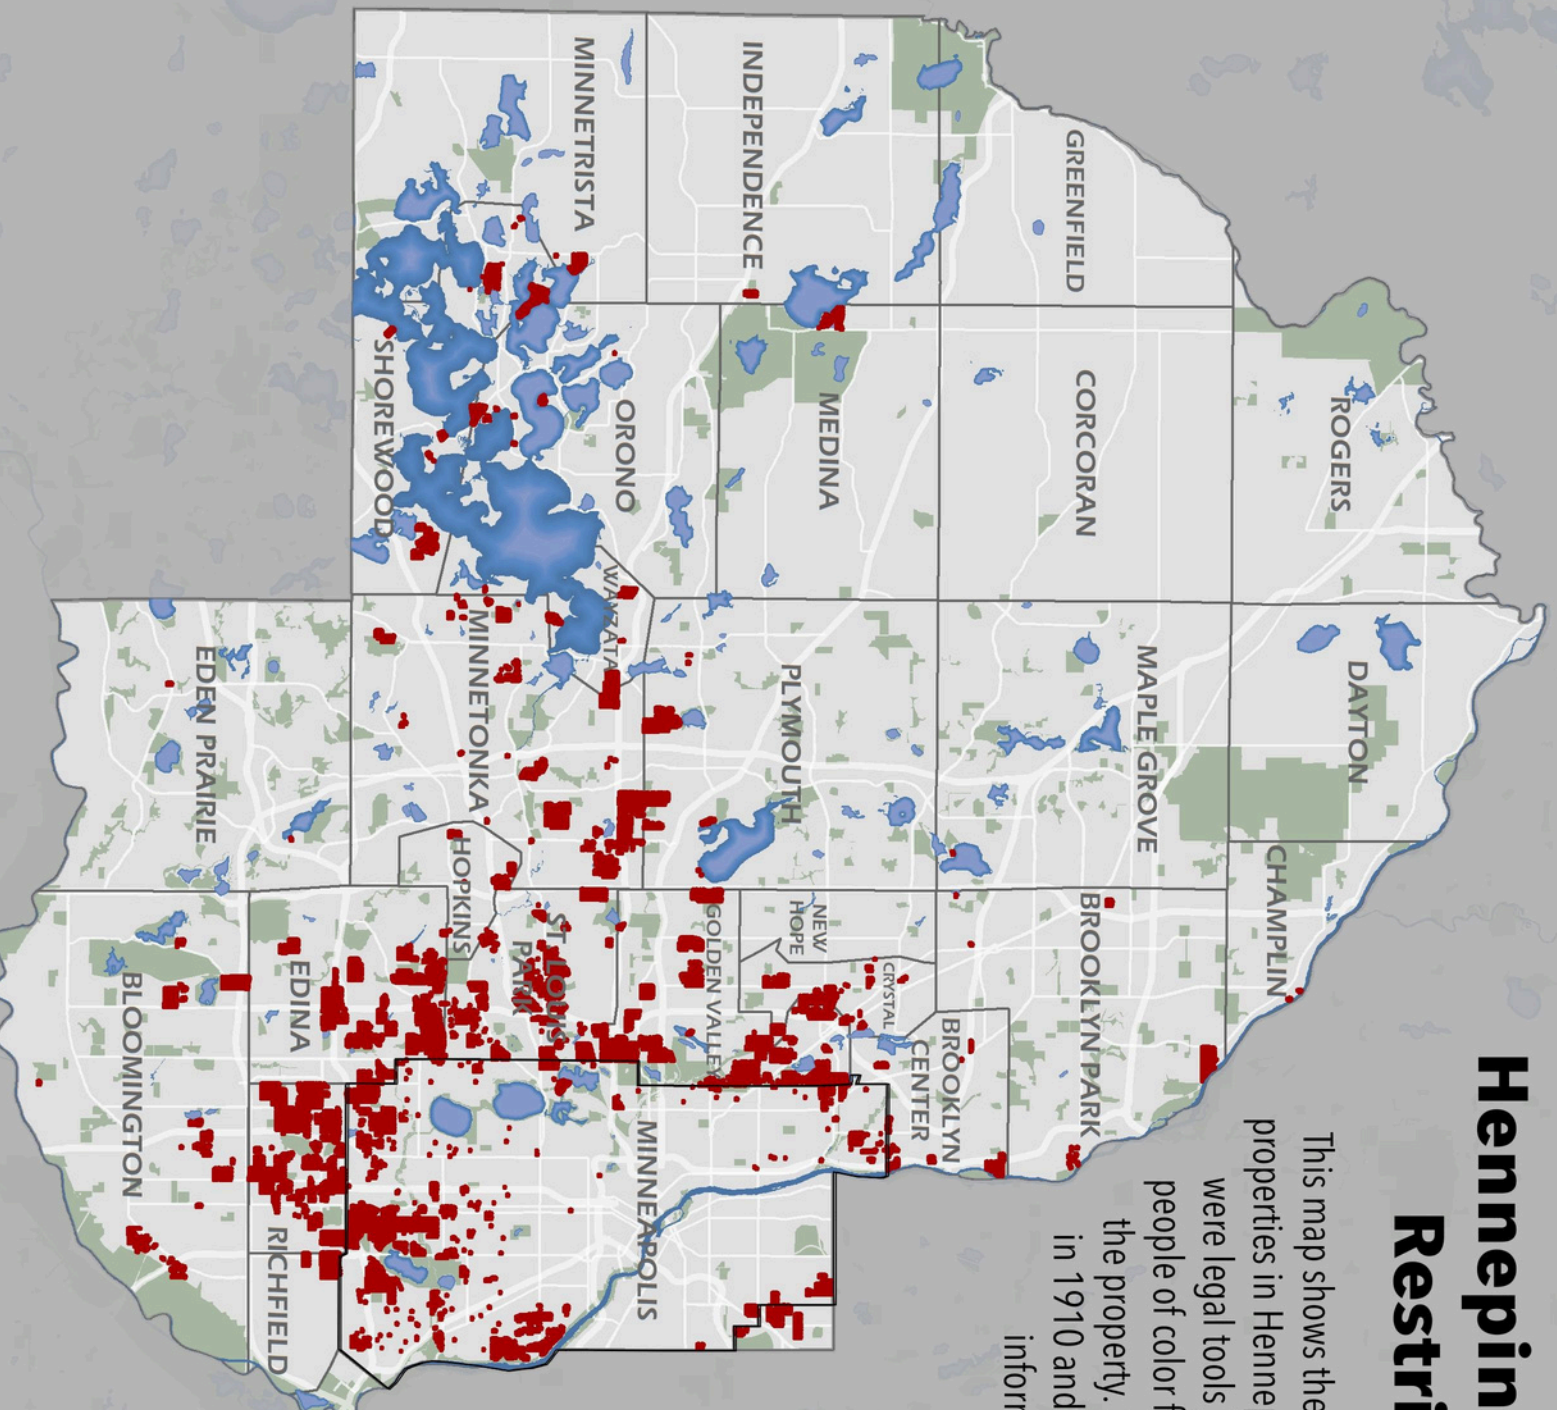 Hennepin
Restri
This map shows the
properties in Henne
were legal tools
people of color f
the property.
in 1910 and
inforr
ROGERS
DAYTON
CHAMPLIN
GREENFIELD
CORCORAN
MAPLE GROVE
BROOKLYN PARK
BROOKLYN
CENTER
INDEPENDENCE
MEDINA
PLYMOUTH
NEW
HOPE
CRYSTAL
GOLDEN VALLEY
MINNETRISTA
ORONO
WAYZATA
MINNEAPOLIS
ST. LOUIS
PARK
SHOREWOOD
MINNETONKA
HOPKINS
EDINA
RICHFIELD
EDEN PRAIRIE
BLOOMINGTON